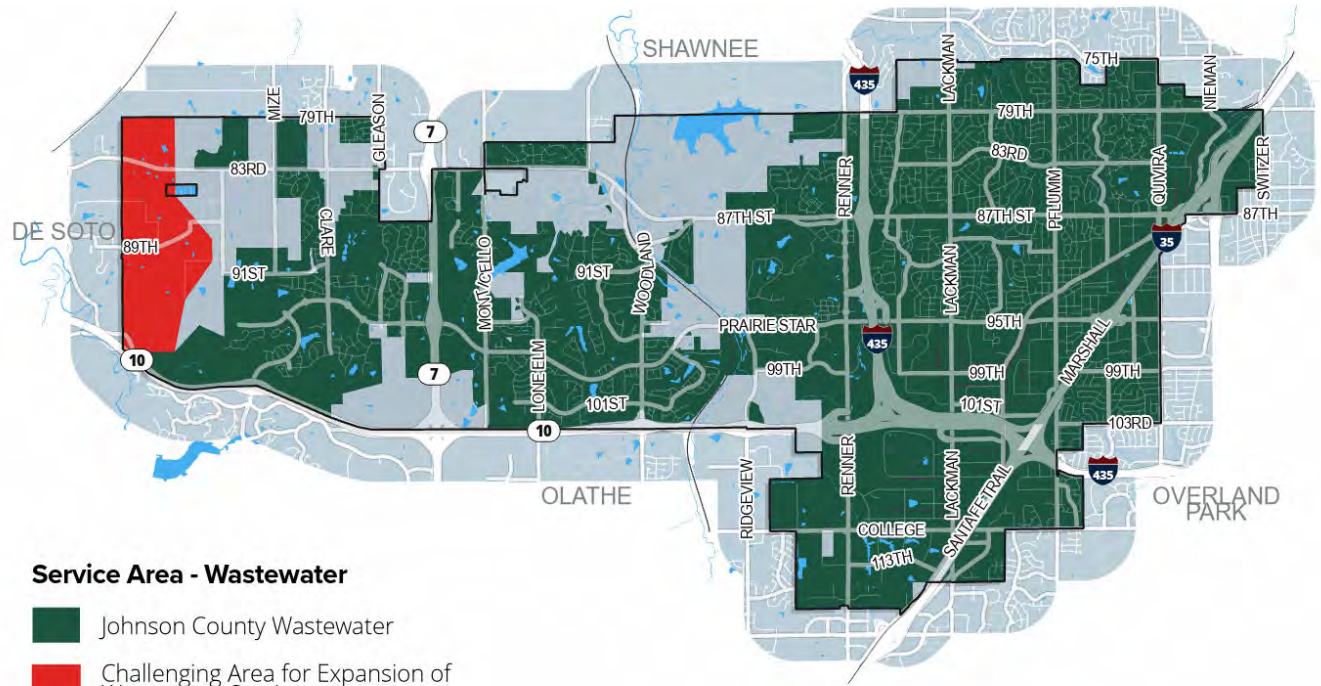 SHAWNEE
75TH
435
LACKMAN
NIEMAN
MIZE
79TH
GLEASON
7
79TH
83RD
83RD
RENNER
PFLUMM
QUIVIRA
SWITZER
87TH ST
87TH ST
87TH
DE SOTO
89TH
CLARE
91ST
MONTICELLO
91ST
WOODLAND
LACKMAN
35
PRAIRIE STAR
95TH
MARSHALL
435
10
7
LONE ELM
99TH
99TH
99TH
101ST
101ST
10
103RD
RIDGEVIEW
RENNER
LACKMAN
SANTA FE TRAIL
435
OLATHE
OVERLAND
PARK
COLLEGE
113TH
Service Area - Wastewater
Johnson County Wastewater
Challenging Area for Expansion of